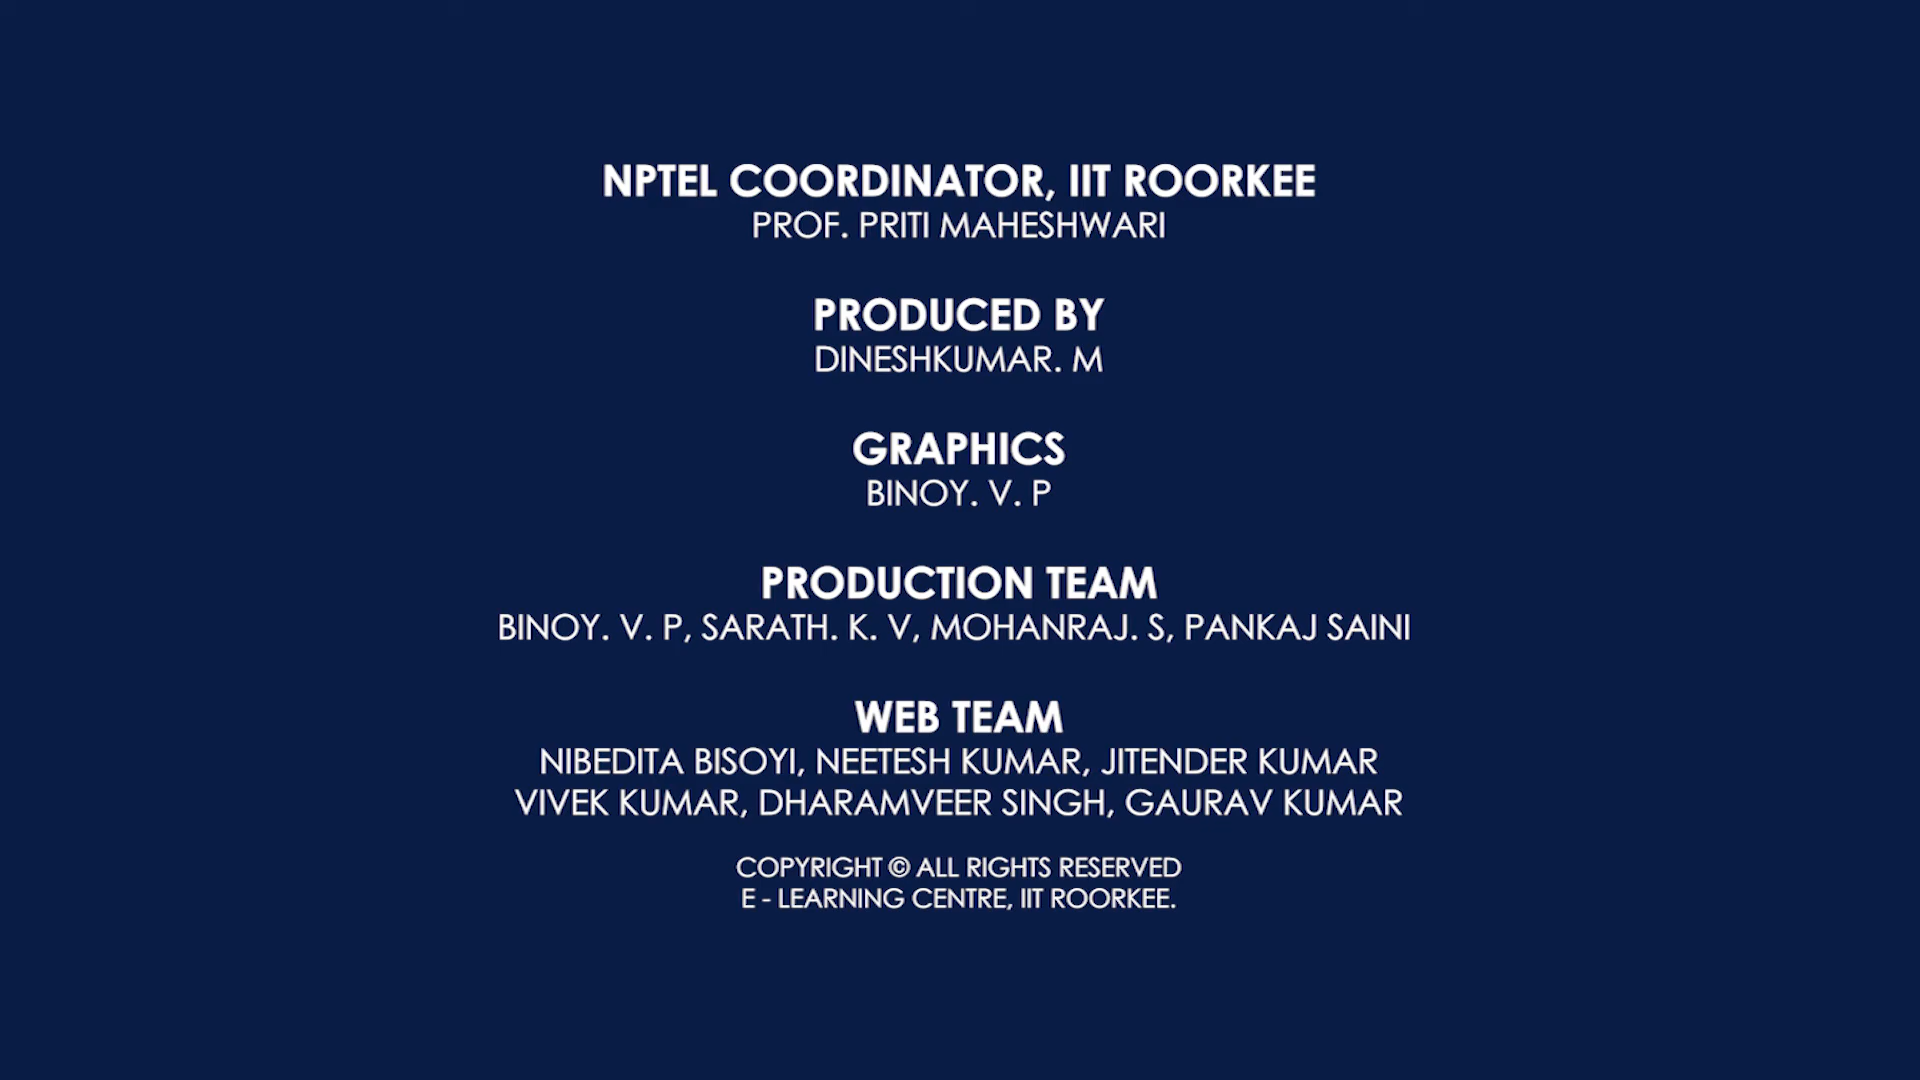 NPTEL COORDINATOR, IIT ROORKEE
PROF. PRITI MAHESHWARI
PRODUCED BY
DINESHKUMAR. M
GRAPHICS
BINOY. V. P
PRODUCTION TEAM
BINOY. V. P, SARATH. K. V, MOHANRAJ. S, PANKAJ SAINI
WEB TEAM
NIBEDITA BISOYI, NEETESH KUMAR, JITENDER KUMAR
VIVEK KUMAR, DHARAMVEER SINGH, GAURAV KUMAR
COPYRIGHT © ALL RIGHTS RESERVED
E - LEARNING CENTRE, IIT ROORKEE.